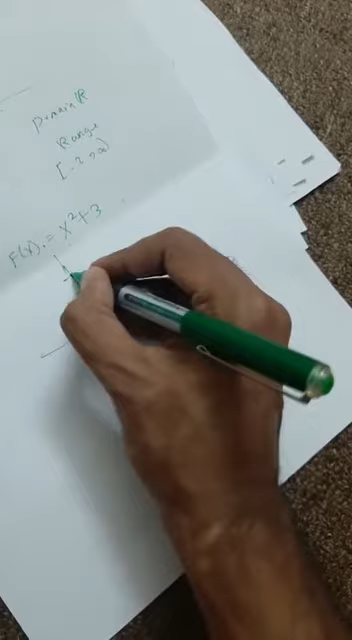 Domain R
Range
[-3,∞)
F(x) = x²+3